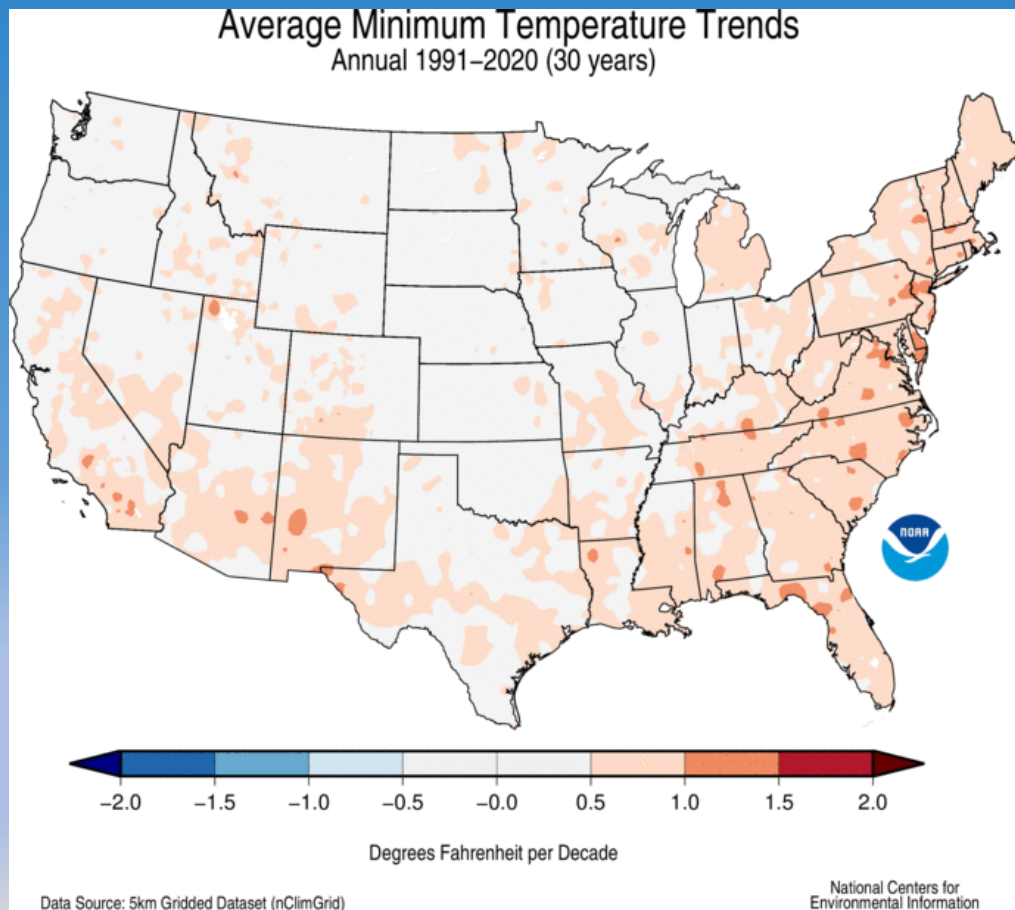 Average Minimum Temperature Trends
Annual 1991–2020 (30 years)
NOAA
−2.0 −1.5 −1.0 −0.5 −0.0 0.5 1.0 1.5 2.0
Degrees Fahrenheit per Decade
Data Source: 5km Gridded Dataset (nClimGrid)
National Centers for
Environmental Information